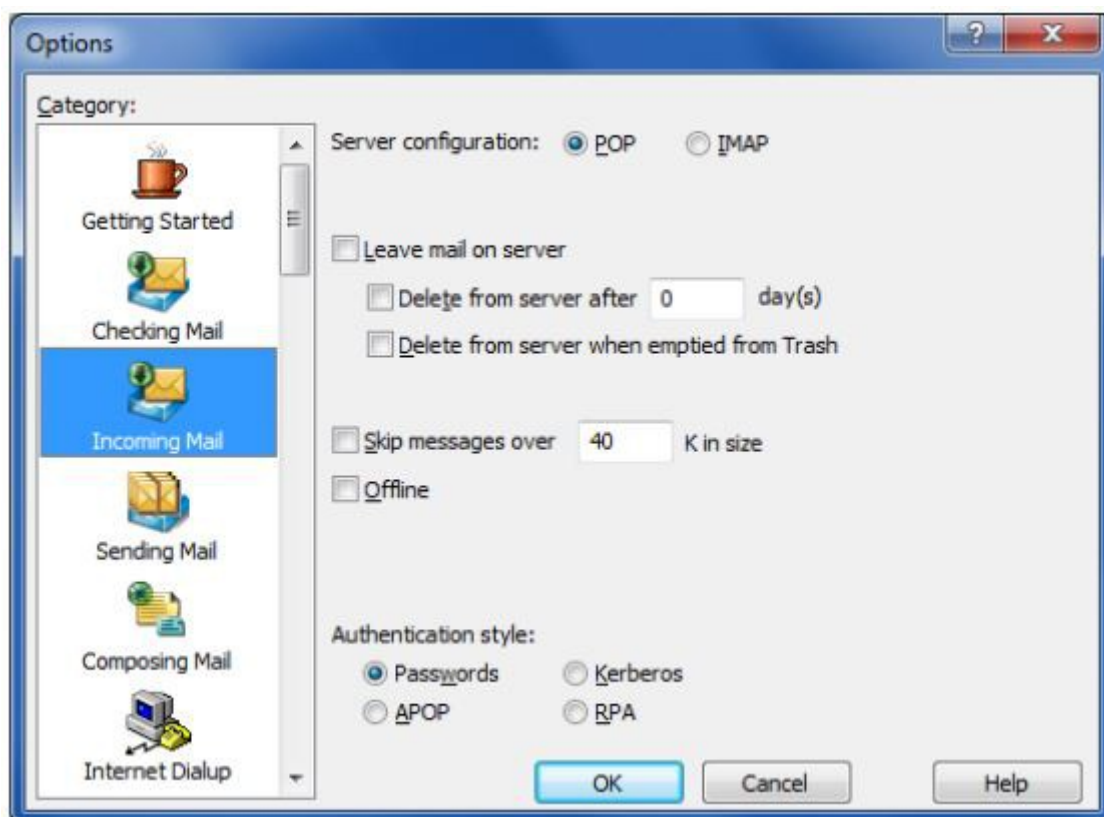 Options
Category:
Getting Started
Checking Mail
Incoming Mail
Sending Mail
Composing Mail
Internet Dialup
Server configuration: POP IMAP
Leave mail on server
Delete from server after 0 day(s)
Delete from server when emptied from Trash
Skip messages over 40 K in size
Offline
Authentication style:
Passwords Kerberos
APOP RPA
OK Cancel Help